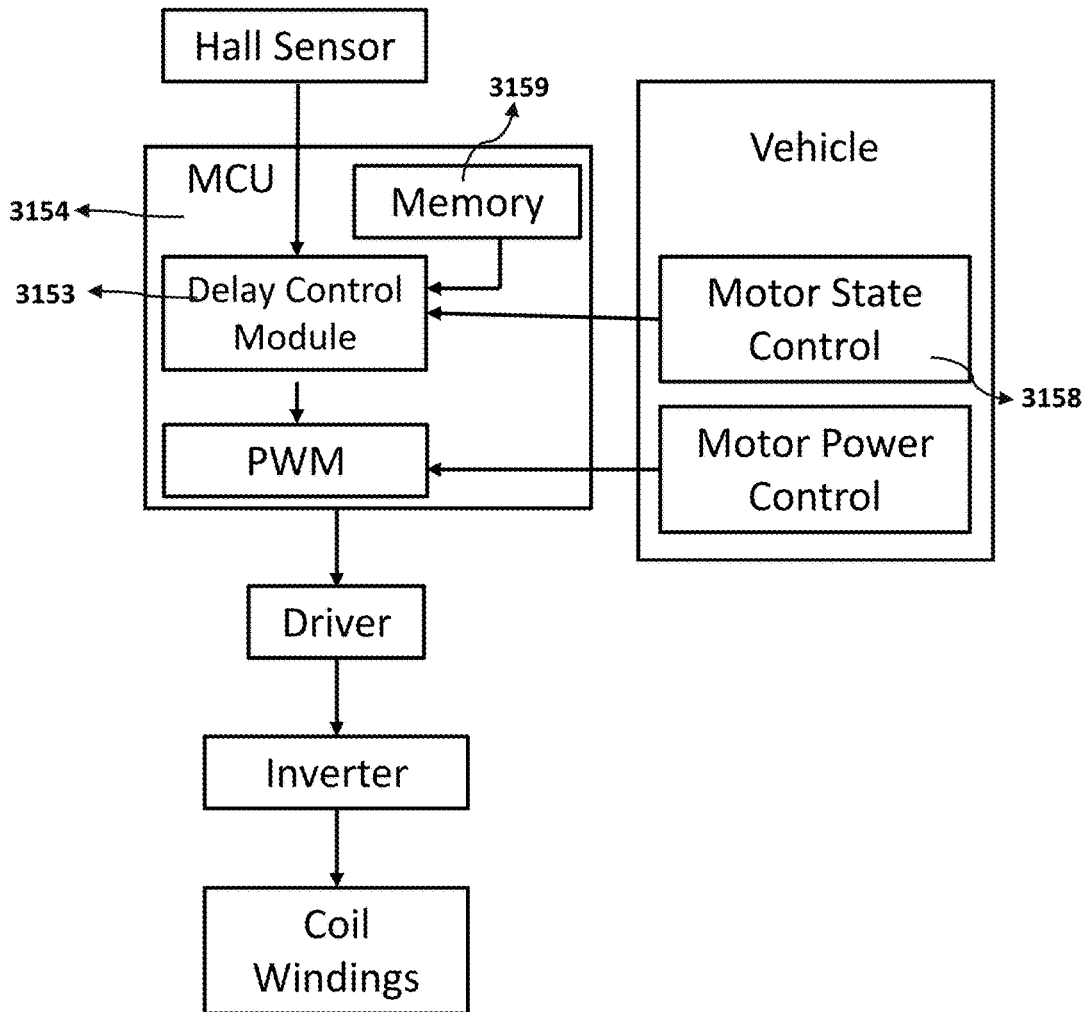 Hall Sensor
3159
Vehicle
MCU
Memory
3154
3153
Delay Control
Module
Motor State
Control
3158
PWM
Motor Power
Control
Driver
Inverter
Coil
Windings